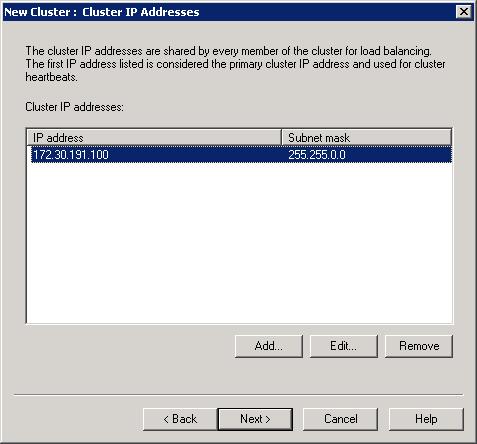 New Cluster : Cluster IP Addresses
The cluster IP addresses are shared by every member of the cluster for load balancing.
The first IP address listed is considered the primary cluster IP address and used for cluster
heartbeats.
Cluster IP addresses:
IP address Subnet mask
172.30.191.100 255.255.0.0
Add... Edit... Remove
< Back Next > Cancel Help